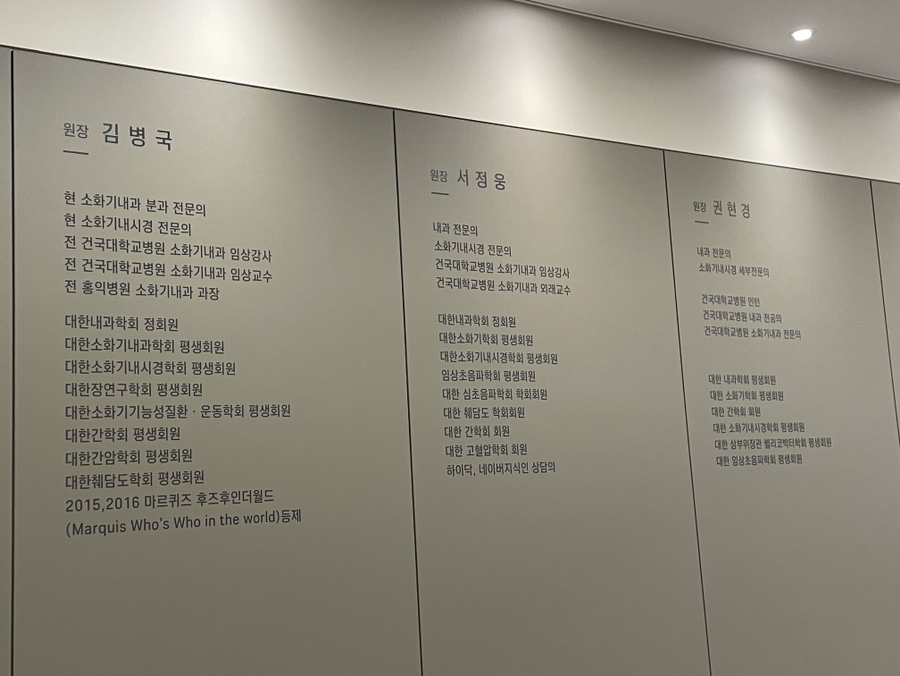 원장 김병국
현 소화기내과 분과 전문의
현 소화기내시경 전문의
전 건국대학교병원 소화기내과 임상강사
전 건국대학교병원 소화기내과 임상교수
전 홍익병원 소화기내과 과장
대한내과학회 정회원
대한소화기내과학회 평생회원
대한소화기내시경학회 평생회원
대한장연구학회 평생회원
대한소화기기능성질환 · 운동학회 평생회원
대한간학회 평생회원
대한간암학회 평생회원
대한췌담도학회 평생회원
2015,2016 마르퀴즈 후즈후인더월드
(Marquis Who's Who in the world)등제
원장 서정웅
내과 전문의
소화기내시경 전문의
건국대학교병원 소화기내과 임상강사
건국대학교병원 소화기내과 외래교수
대한내과학회 정회원
대한소화기학회 평생회원
대한소화기내시경학회 평생회원
임상초음파학회 평생회원
대한 심초음파학회 학회회원
대한 췌담도 학회회원
대한 간학회 회원
대한 고혈압학회 회원
하이닥, 네이버지식인 상담의
원장 권현경
내과 전문의
소화기내시경 세부전문의
건국대학교병원 인턴
건국대학교병원 내과 전공의
건국대학교병원 소화기내과 전문의
대한 내과학회 평생회원
대한 소화기학회 평생회원
대한 간학회 회원
대한 소화기내시경학회 평생회원
대한 상부위장관 헬리코박터학회 평생회원
대한 임상초음파학회 평생회원